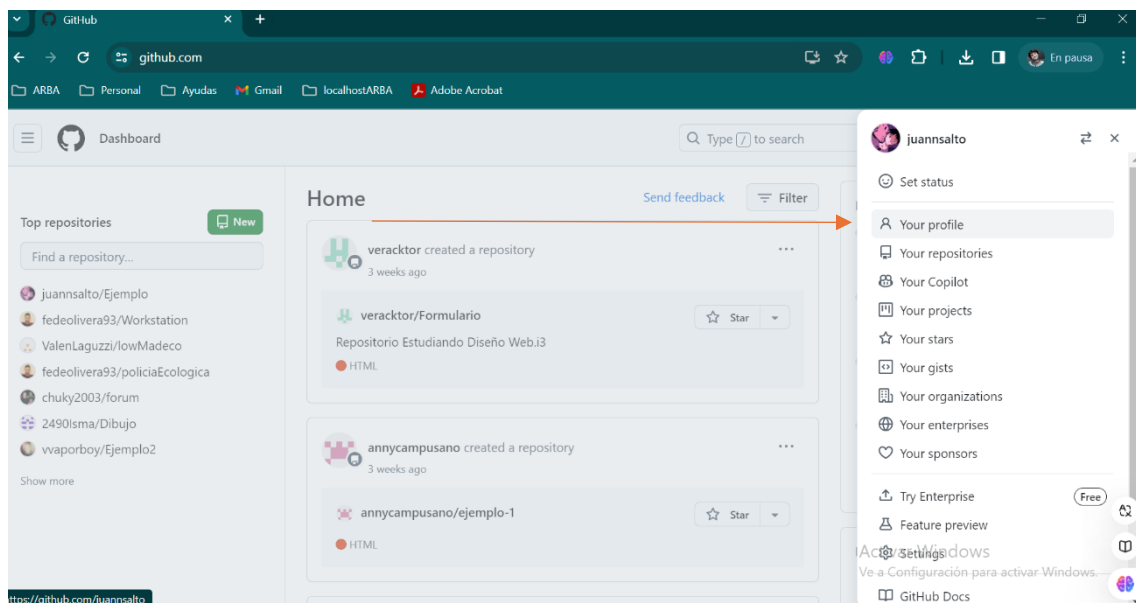 GitHub
github.com
En pausa
ARBA
Personal
Ayudas
Gmail
localhostARBA
Adobe Acrobat
Dashboard
Type / to search
Top repositories
New
Find a repository...
juannsalto/Ejemplo
fedeolivera93/Workstation
ValenLaguzzi/lowMadeco
fedeolivera93/policiaEcologica
chuky2003/forum
2490Isma/Dibujo
vvaporboy/Ejemplo2
Show more
Home
Send feedback
Filter
veracktor created a repository
3 weeks ago
veracktor/Formulario
Star
Repositorio Estudiando Diseño Web.i3
HTML
annycampusano created a repository
3 weeks ago
annycampusano/ejemplo-1
Star
HTML
juannsalto
Set status
Your profile
Your repositories
Your Copilot
Your projects
Your stars
Your gists
Your organizations
Your enterprises
Your sponsors
Try Enterprise
Free
Feature preview
Settings
Activar Windows
Ve a Configuración para activar Windows.
GitHub Docs
ttps://github.com/juannsalto